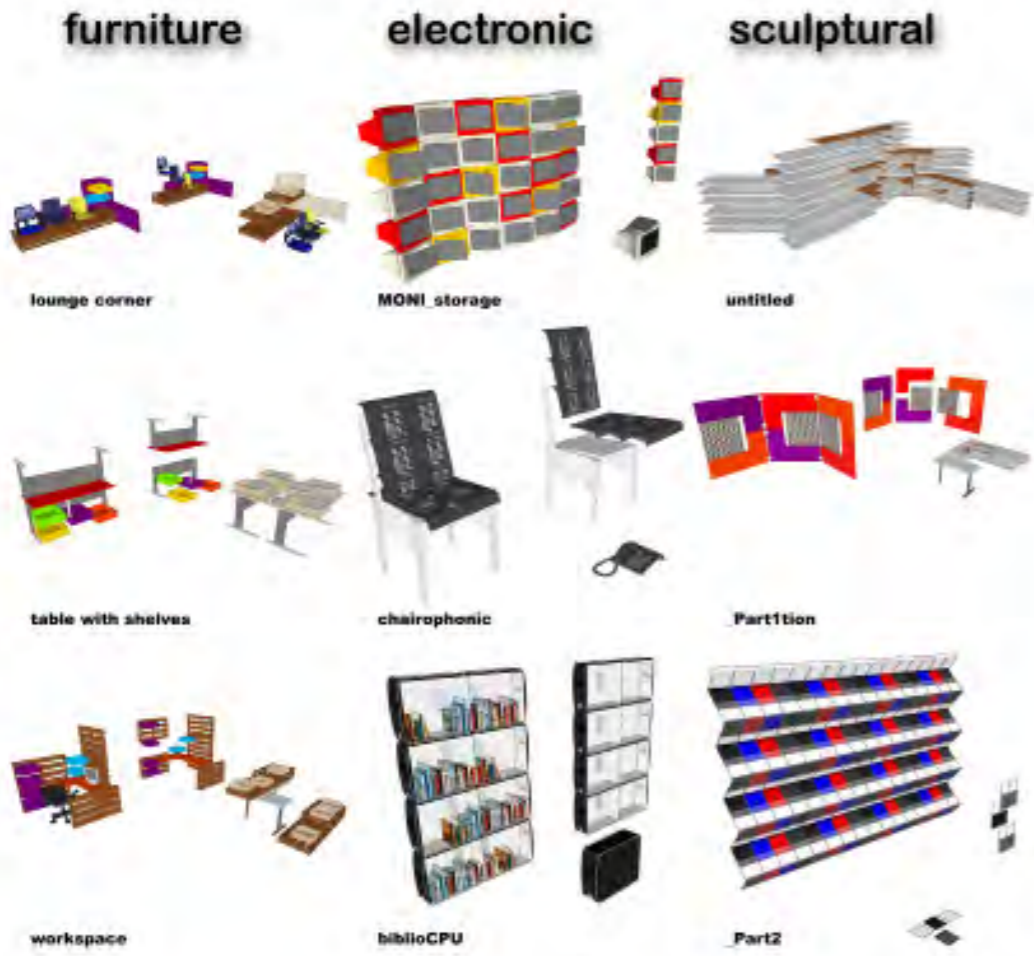 furniture electronic sculptural
lounge corner MONI_storage untitled
table with shelves chairophonic _Part1tion
workspace biblioCPU _Part2